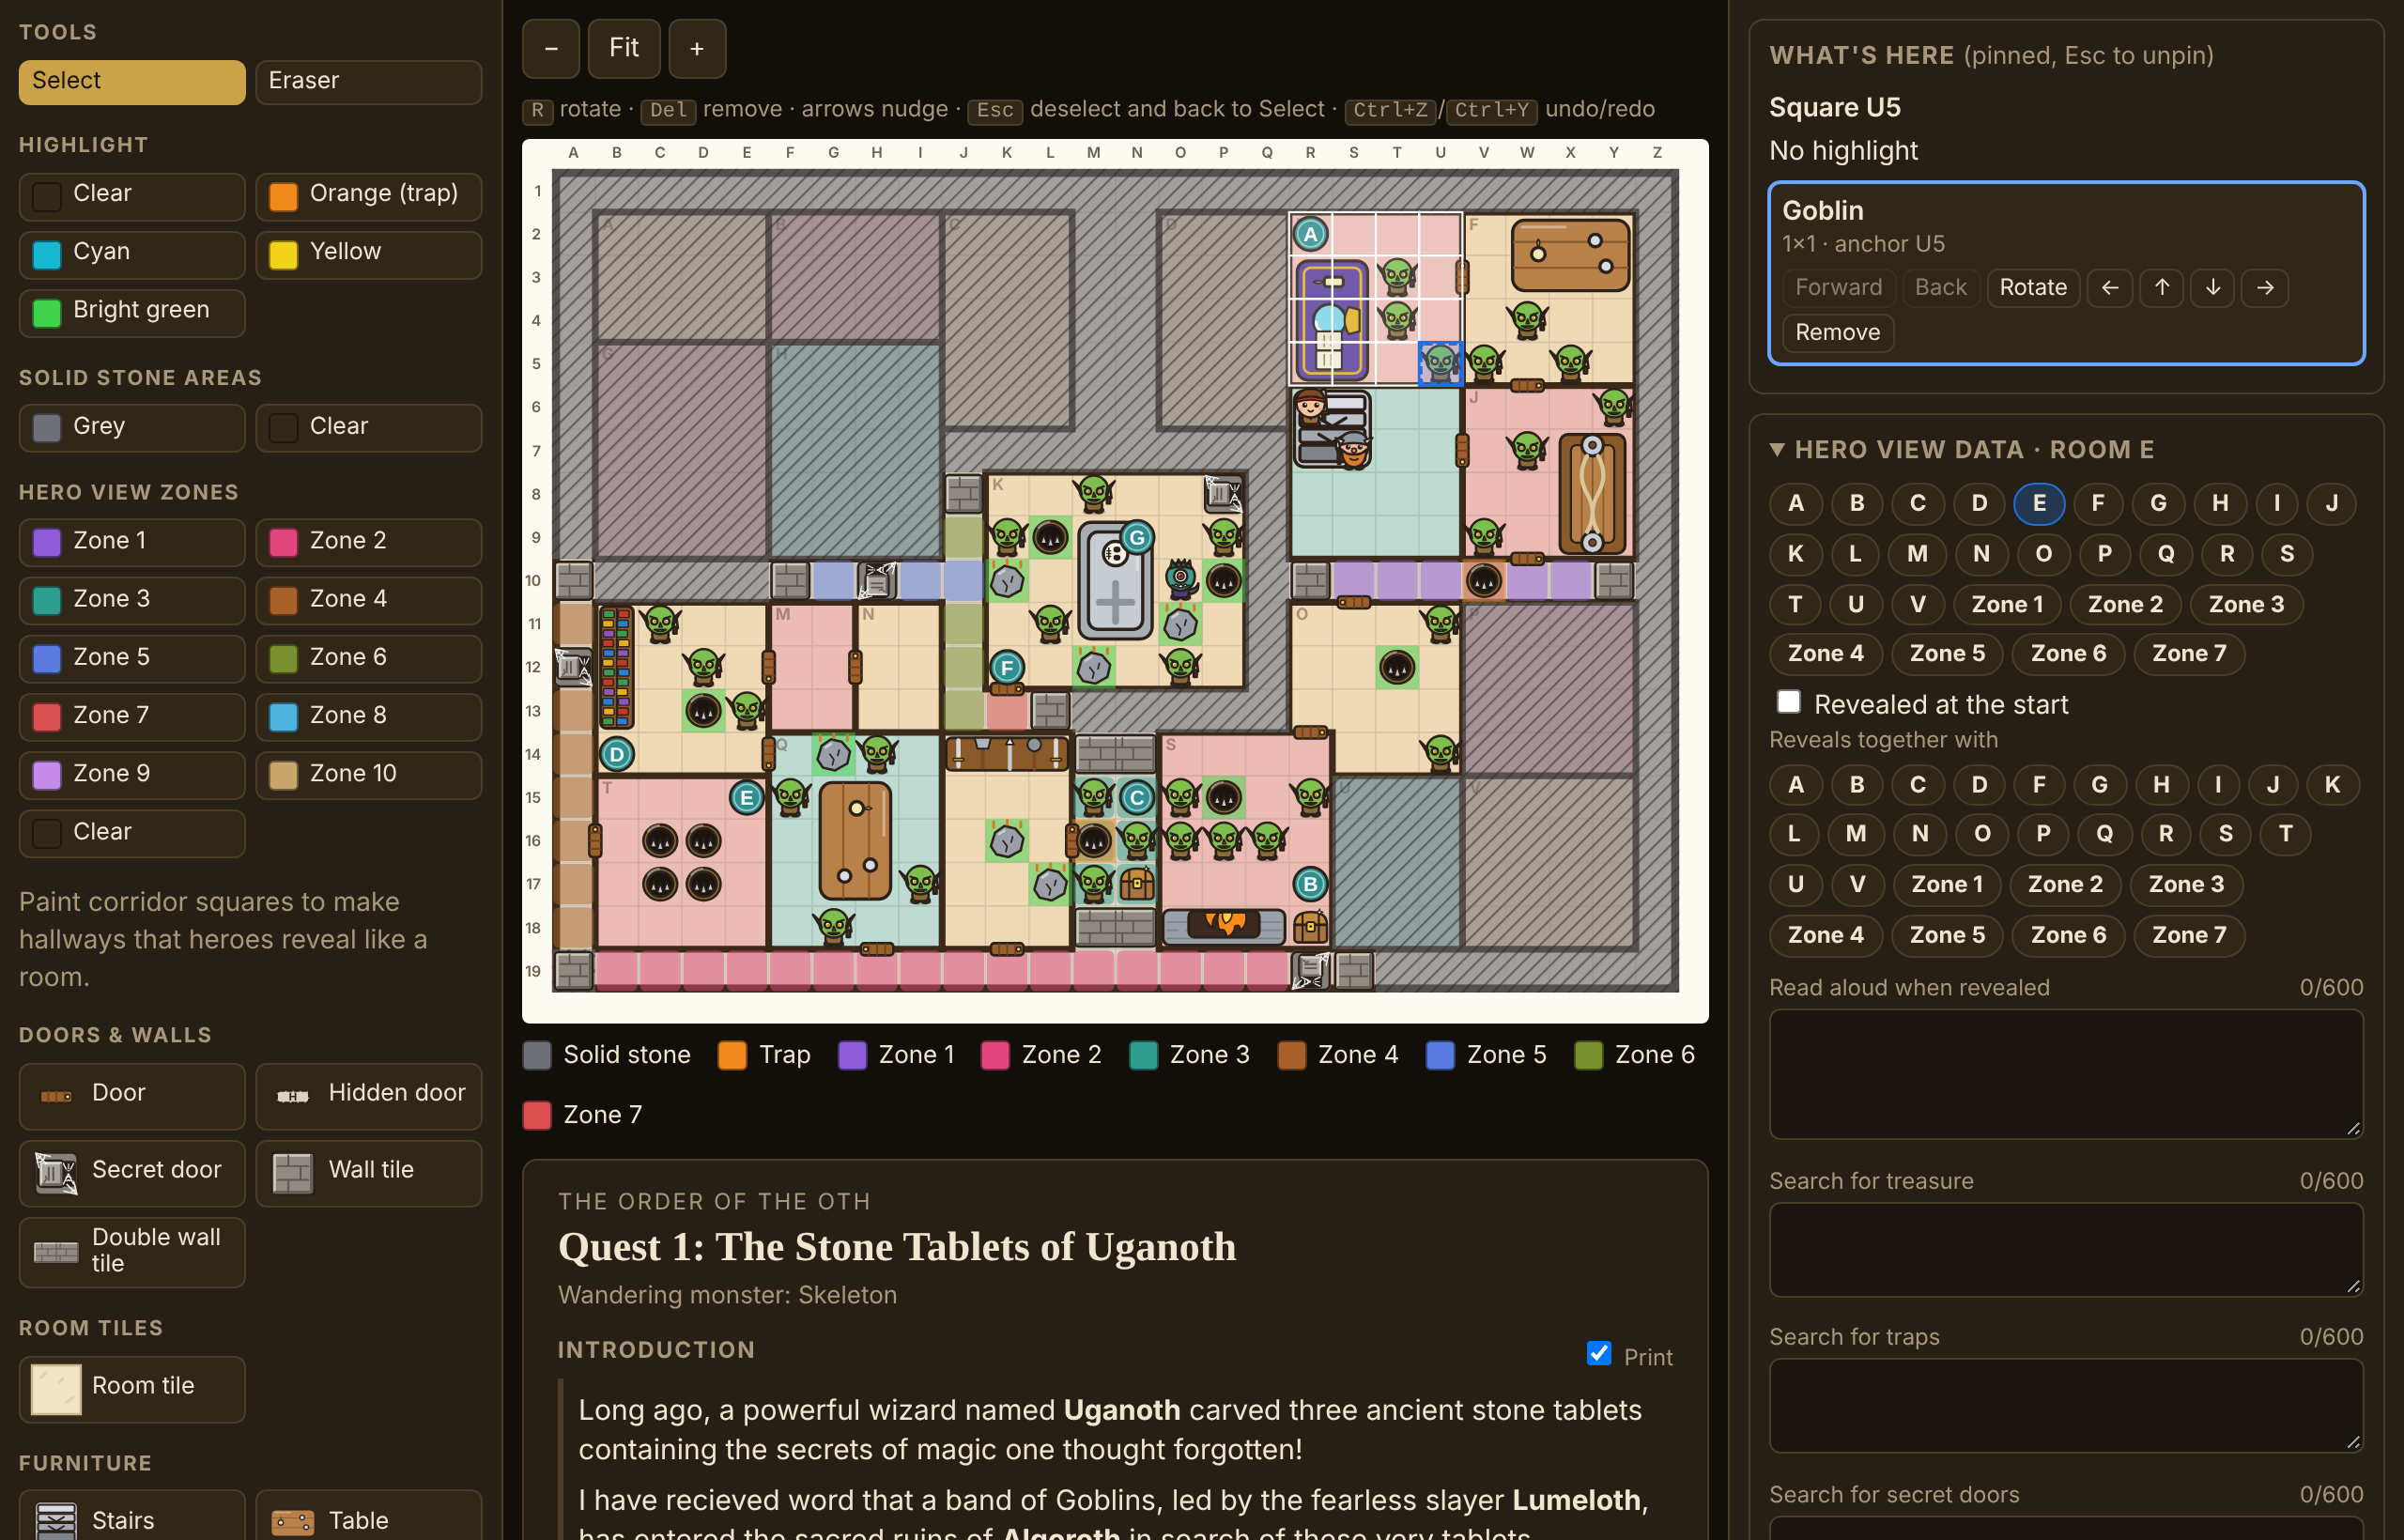 TOOLS
Select
Eraser
HIGHLIGHT
Clear
Orange (trap)
Cyan
Yellow
Bright green
SOLID STONE AREAS
Grey
Clear
HERO VIEW ZONES
Zone 1
Zone 2
Zone 3
Zone 4
Zone 5
Zone 6
Zone 7
Zone 8
Zone 9
Zone 10
Clear
Paint corridor squares to make
hallways that heroes reveal like a
room.
DOORS & WALLS
Door
Hidden door
Secret door
Wall tile
Double wall
tile
ROOM TILES
Room tile
FURNITURE
Stairs
Table
− Fit +
R rotate · Del remove · arrows nudge · Esc deselect and back to Select · Ctrl+Z/Ctrl+Y undo/redo
A B C D E F G H I J K L M N O P Q R S T U V W X Y Z
1
2 A B C D A F
3
4
5 G H
6 J
7
8 K
9 G
10
11 M N O
12 F
13
14 D Q S
15 T E C U V
16
17 B
18
19
Solid stone Trap Zone 1 Zone 2 Zone 3 Zone 4 Zone 5 Zone 6
Zone 7
THE ORDER OF THE OTH
Quest 1: The Stone Tablets of Uganoth
Wandering monster: Skeleton
INTRODUCTION
Print
Long ago, a powerful wizard named Uganoth carved three ancient stone tablets
containing the secrets of magic one thought forgotten!
I have recieved word that a band of Goblins, led by the fearless slayer Lumeloth,
has entered the sacred ruins of Algoroth in search of these very tablets.
WHAT'S HERE (pinned, Esc to unpin)
Square U5
No highlight
Goblin
1×1 · anchor U5
Forward Back Rotate ← ↑ ↓ →
Remove
▼ HERO VIEW DATA · ROOM E
A B C D E F G H I J
K L M N O P Q R S
T U V Zone 1 Zone 2 Zone 3
Zone 4 Zone 5 Zone 6 Zone 7
Revealed at the start
Reveals together with
A B C D F G H I J K
L M N O P Q R S T
U V Zone 1 Zone 2 Zone 3
Zone 4 Zone 5 Zone 6 Zone 7
Read aloud when revealed 0/600
Search for treasure 0/600
Search for traps 0/600
Search for secret doors 0/600